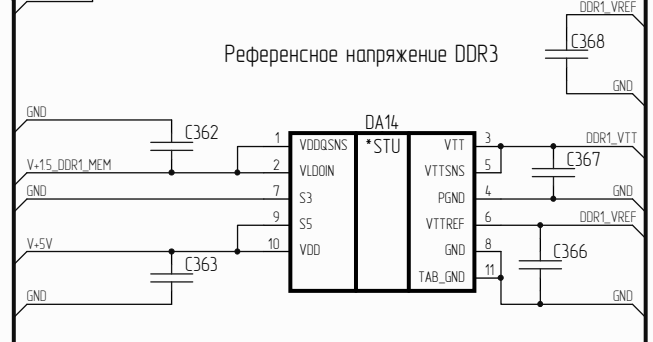 DDR1_VREF
C368
Референсное напряжение DDR3
GND
GND
C362
DA14
1 VDDQSNS *STU VTT 3 DDR1_VTT
V+1.5_DDR1_MEM 2 VLDOIN VTTSNS 5 C367
GND 7 S3 PGND 4 GND
9 S5 VTTREF 6 DDR1_VREF
V+5V 10 VDD GND 8
C363 TAB_GND 11 C366
GND GND